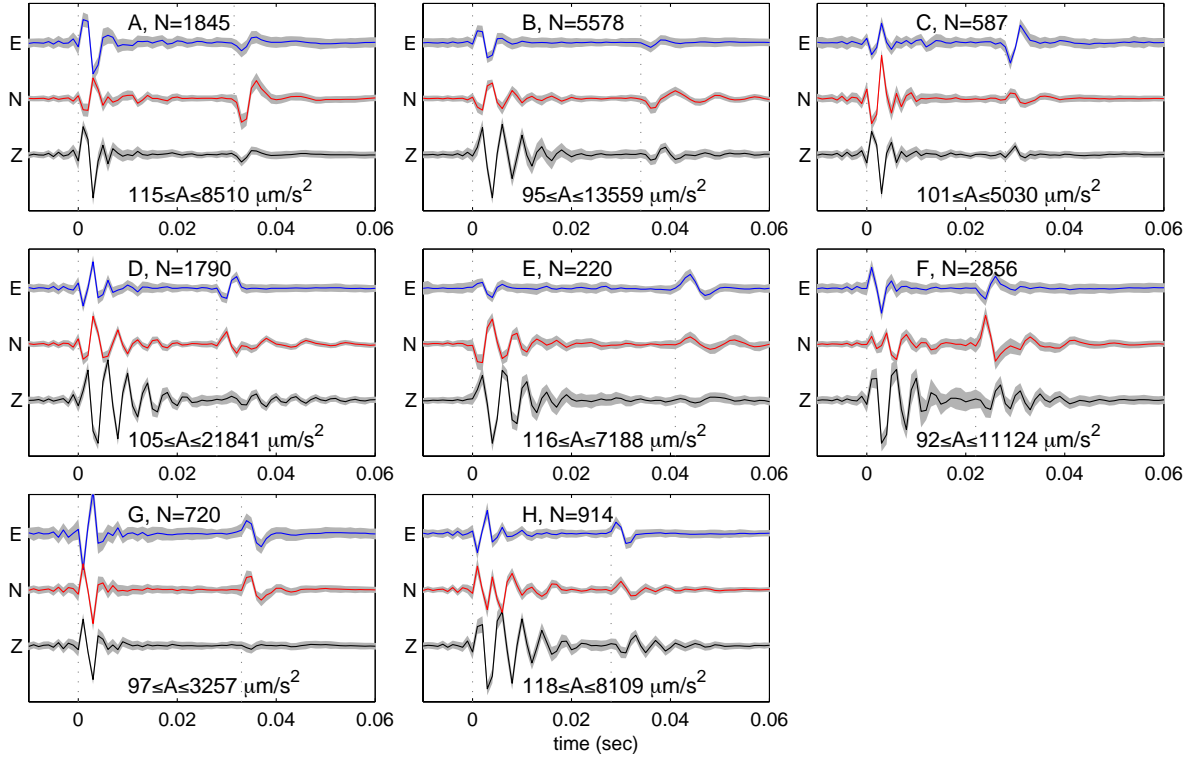 A, N=1845
E
N
Z
115≤A≤8510 μm/s²
0 0.02 0.04 0.06
B, N=5578
E
N
Z
95≤A≤13559 μm/s²
0 0.02 0.04 0.06
C, N=587
E
N
Z
101≤A≤5030 μm/s²
0 0.02 0.04 0.06
D, N=1790
E
N
Z
105≤A≤21841 μm/s²
0 0.02 0.04 0.06
E, N=220
E
N
Z
116≤A≤7188 μm/s²
0 0.02 0.04 0.06
F, N=2856
E
N
Z
92≤A≤11124 μm/s²
0 0.02 0.04 0.06
G, N=720
E
N
Z
97≤A≤3257 μm/s²
0 0.02 0.04 0.06
H, N=914
E
N
Z
118≤A≤8109 μm/s²
0 0.02 0.04 0.06
time (sec)